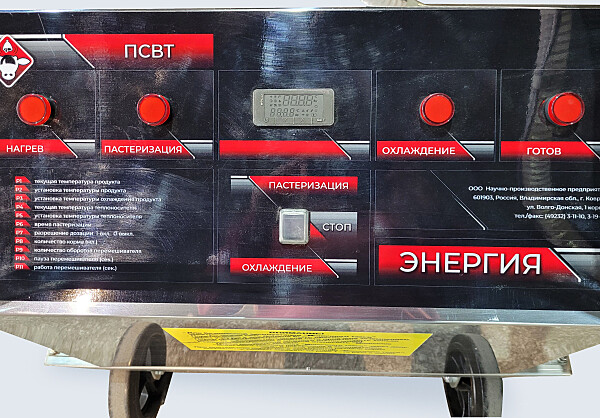 ПСВТ
НАГРЕВ
ПАСТЕРИЗАЦИЯ
ОХЛАЖДЕНИЕ
ГОТОВ
P1 текущая температура продукта
P2 установка температуры продукта
P3 установка температуры охлаждения продукта
P4 текущая температура теплоносителя
P5 установка температуры теплоносителя
P6 время пастеризации
P7 разрешение дозации 1 вкл. 0 выкл.
P8 количество корма (кг.)
P9 количество оборотов перемешивателя
P10 пауза перемешивателя (сек.)
P11 работа перемешивателя (сек.)
ПАСТЕРИЗАЦИЯ
СТОП
ОХЛАЖДЕНИЕ
ООО Научно-производственное предприят
601903, Россия, Владимирская обл., г. Ковр
ул. Волго-Донская, 1 корп
тел./факс: (49232) 3-11-10, 3-19-
ЭНЕРГИЯ